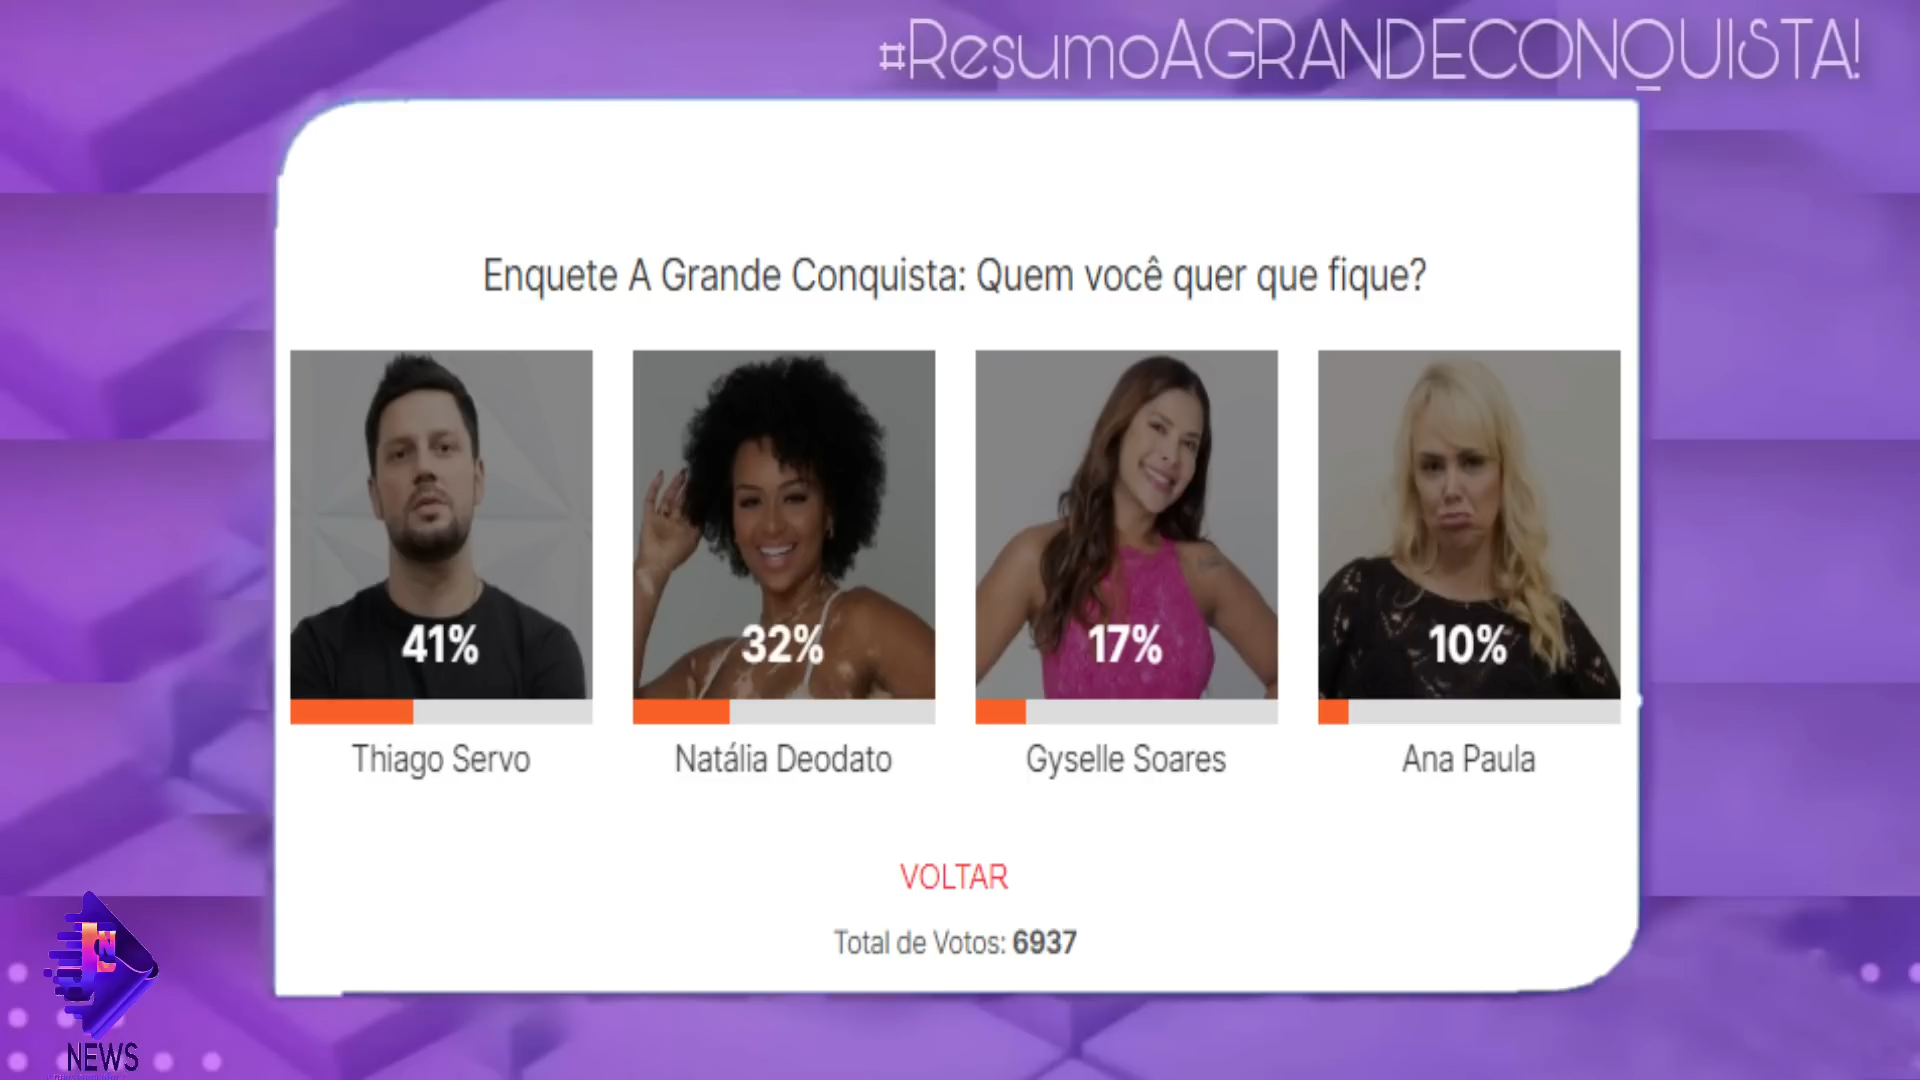 #ResumoAGRANDECONQUISTA!
Enquete A Grande Conquista: Quem você quer que fique?
41%
32%
17%
10%
Thiago Servo
Natália Deodato
Gyselle Soares
Ana Paula
VOLTAR
Total de Votos: 6937
NEWS